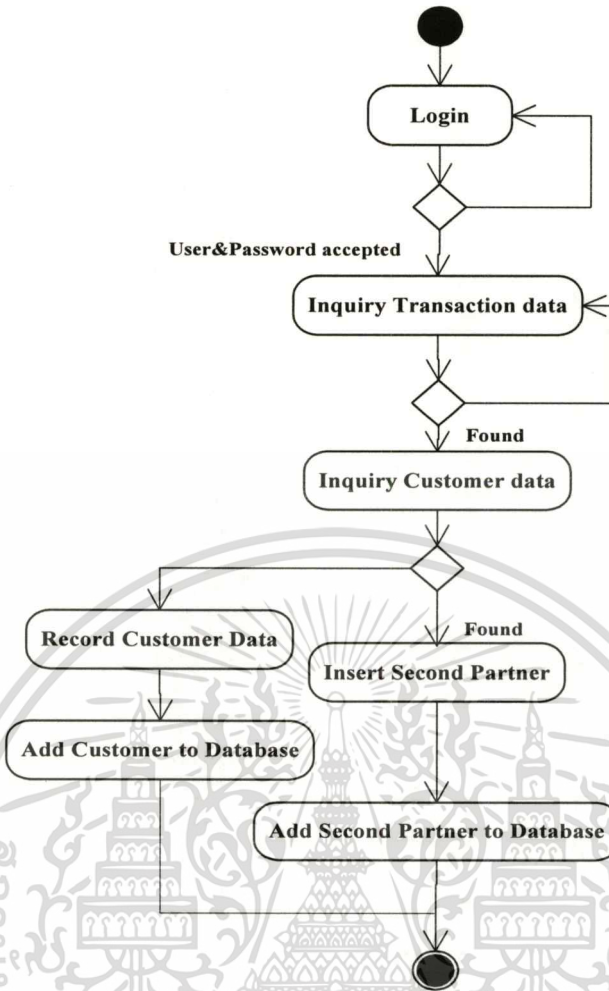 Login
User&Password accepted
Inquiry Transaction data
Found
Inquiry Customer data
Record Customer Data
Found
Insert Second Partner
Add Customer to Database
Add Second Partner to Database